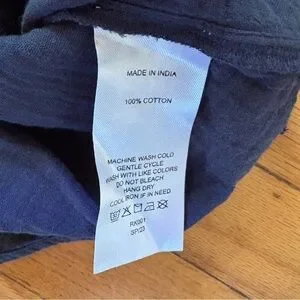 MADE IN INDIA
100% COTTON
MACHINE WASH COLD
GENTLE CYCLE
WASH WITH LIKE COLORS
DO NOT BLEACH
HANG DRY
COOL IRON IF IN NEED
RK001
SP/23